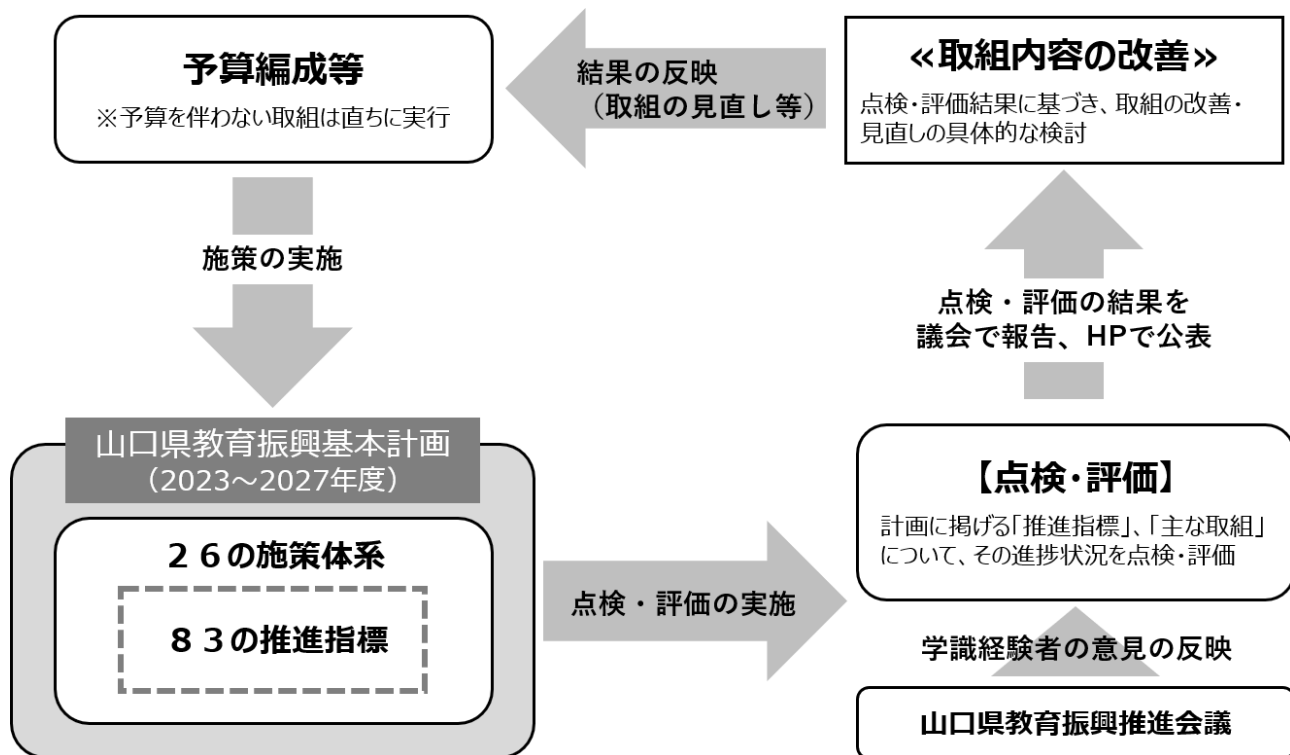 予算編成等
※予算を伴わない取組は直ちに実行
結果の反映
（取組の見直し等）
≪取組内容の改善≫
点検・評価結果に基づき、取組の改善・
見直しの具体的な検討
施策の実施
点検・評価の結果を
議会で報告、HPで公表
山口県教育振興基本計画
（2023～2027年度）
２６の施策体系
８３の推進指標
点検・評価の実施
【点検・評価】
計画に掲げる「推進指標」、「主な取組」
について、その進捗状況を点検・評価
学識経験者の意見の反映
山口県教育振興推進会議